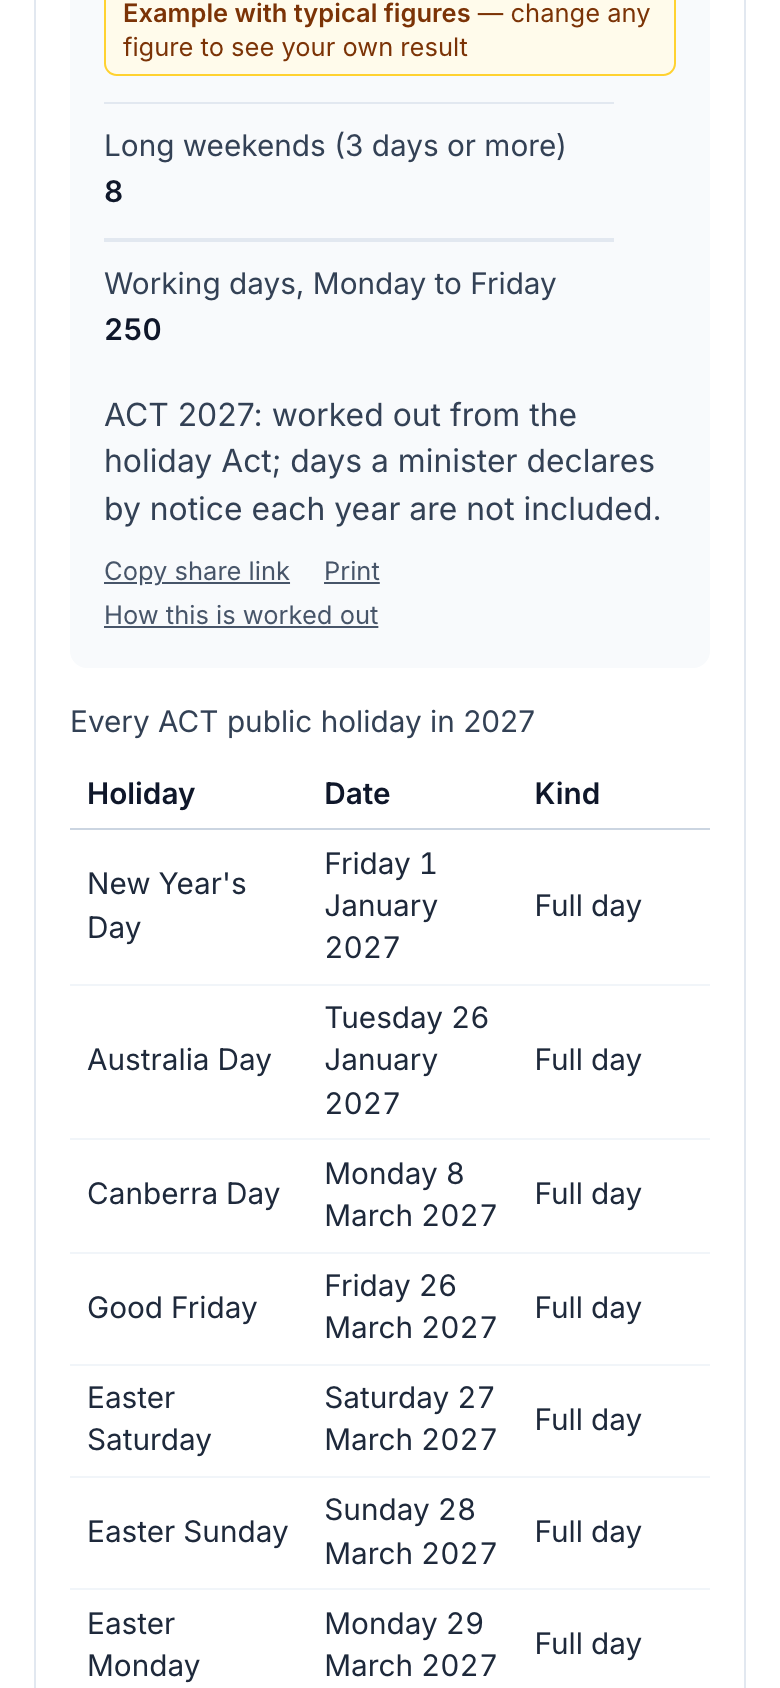 Example with typical figures — change any
figure to see your own result
Long weekends (3 days or more)
8
Working days, Monday to Friday
250
ACT 2027: worked out from the
holiday Act; days a minister declares
by notice each year are not included.
Copy share link Print
How this is worked out
Every ACT public holiday in 2027
Holiday Date Kind
New Year's
Day
Friday 1
January
2027
Full day
Australia Day
Tuesday 26
January
2027
Full day
Canberra Day
Monday 8
March 2027
Full day
Good Friday
Friday 26
March 2027
Full day
Easter
Saturday
Saturday 27
March 2027
Full day
Easter Sunday
Sunday 28
March 2027
Full day
Easter
Monday
Monday 29
March 2027
Full day